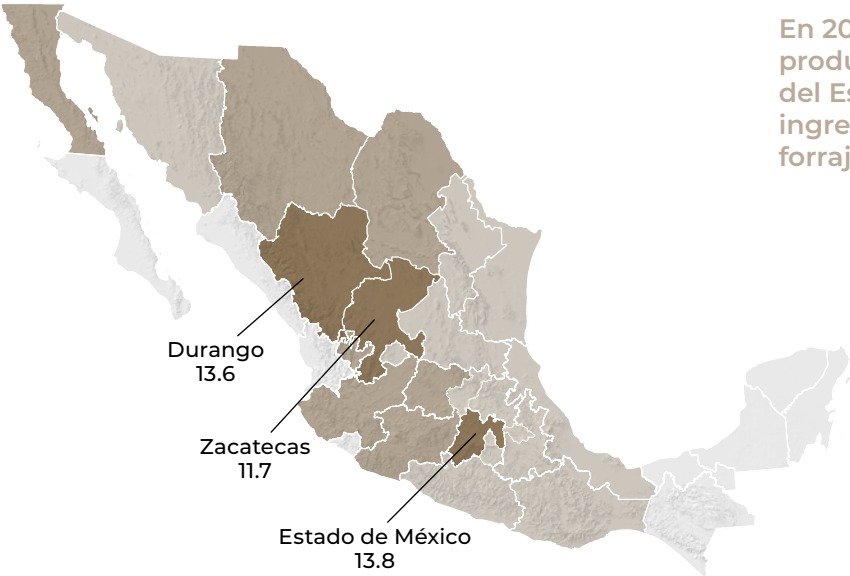 En 20
produ
del Es
ingre
forraj
Durango
13.6
Zacatecas
11.7
Estado de México
13.8